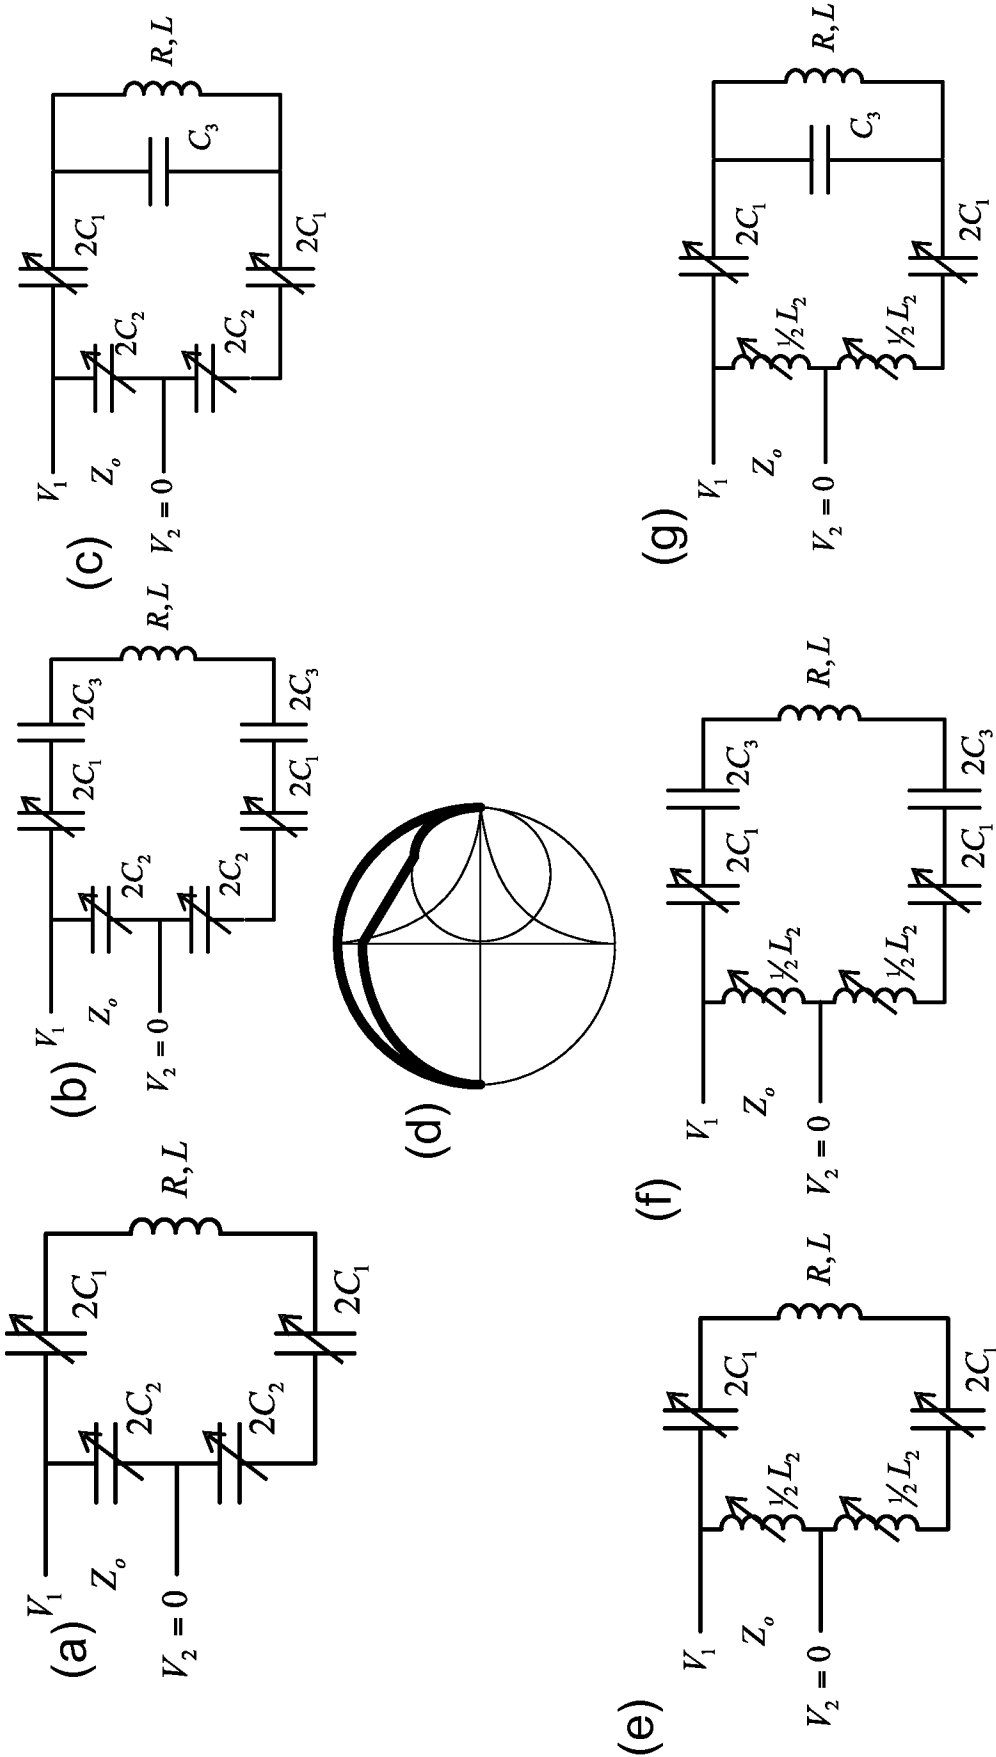 (a)
V₁
Zₒ
V₂ = 0
2C₂
2C₂
2C₁
2C₁
R, L
(b)
V₁
Zₒ
V₂ = 0
2C₂
2C₂
2C₁
2C₃
2C₁
2C₃
R, L
(c)
V₁
Zₒ
V₂ = 0
2C₂
2C₂
2C₁
2C₁
C₃
R, L
(d)
(e)
V₁
Zₒ
V₂ = 0
½L₂
½L₂
2C₁
2C₁
R, L
(f)
V₁
Zₒ
V₂ = 0
½L₂
½L₂
2C₁
2C₃
2C₁
2C₃
R, L
(g)
V₁
Zₒ
V₂ = 0
½L₂
½L₂
2C₁
2C₁
C₃
R, L